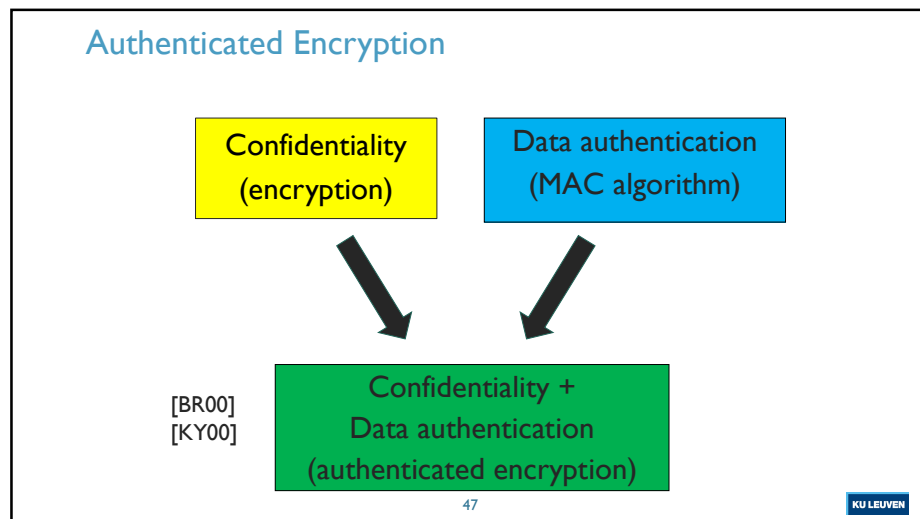 Authenticated Encryption
Confidentiality
(encryption)
Data authentication
(MAC algorithm)
[BR00]
[KY00]
Confidentiality +
Data authentication
(authenticated encryption)
47
KU LEUVEN